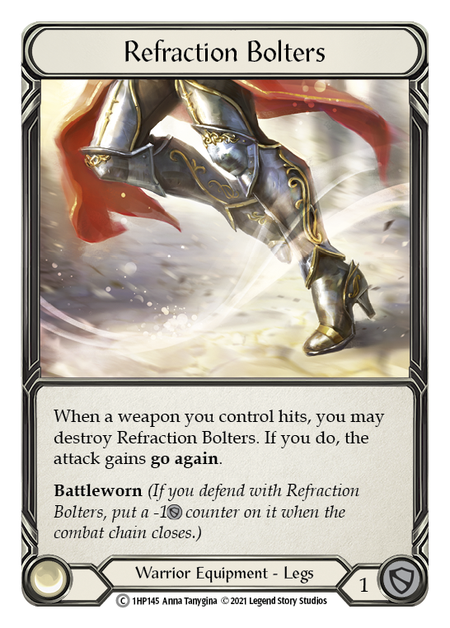 Refraction Bolters
When a weapon you control hits, you may
destroy Refraction Bolters. If you do, the
attack gains go again.
Battleworn (If you defend with Refraction
Bolters, put a -1 counter on it when the
combat chain closes.)
Warrior Equipment - Legs
1
C 1HP145 Anna Tanygina © 2021 Legend Story Studios